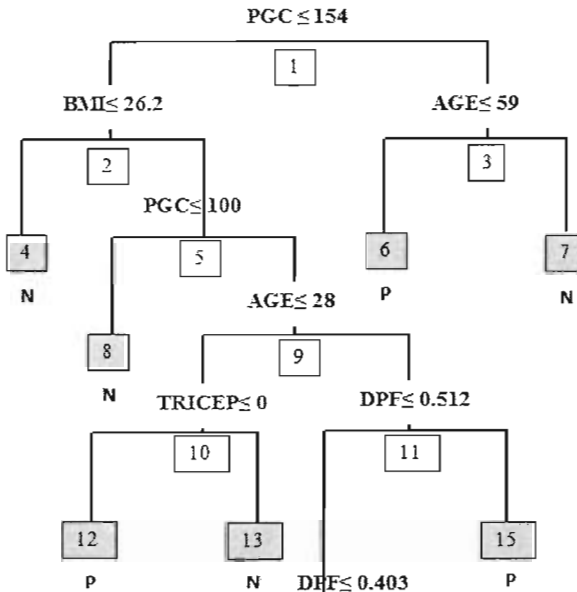 PGC ≤ 154
1
BMI≤ 26.2
AGE≤ 59
2
3
PGC≤ 100
4
5
6
7
N
P
N
AGE≤ 28
8
9
N
TRICEP≤ 0
DPF≤ 0.512
10
11
12
13
15
P
N
DPF≤ 0.403
P